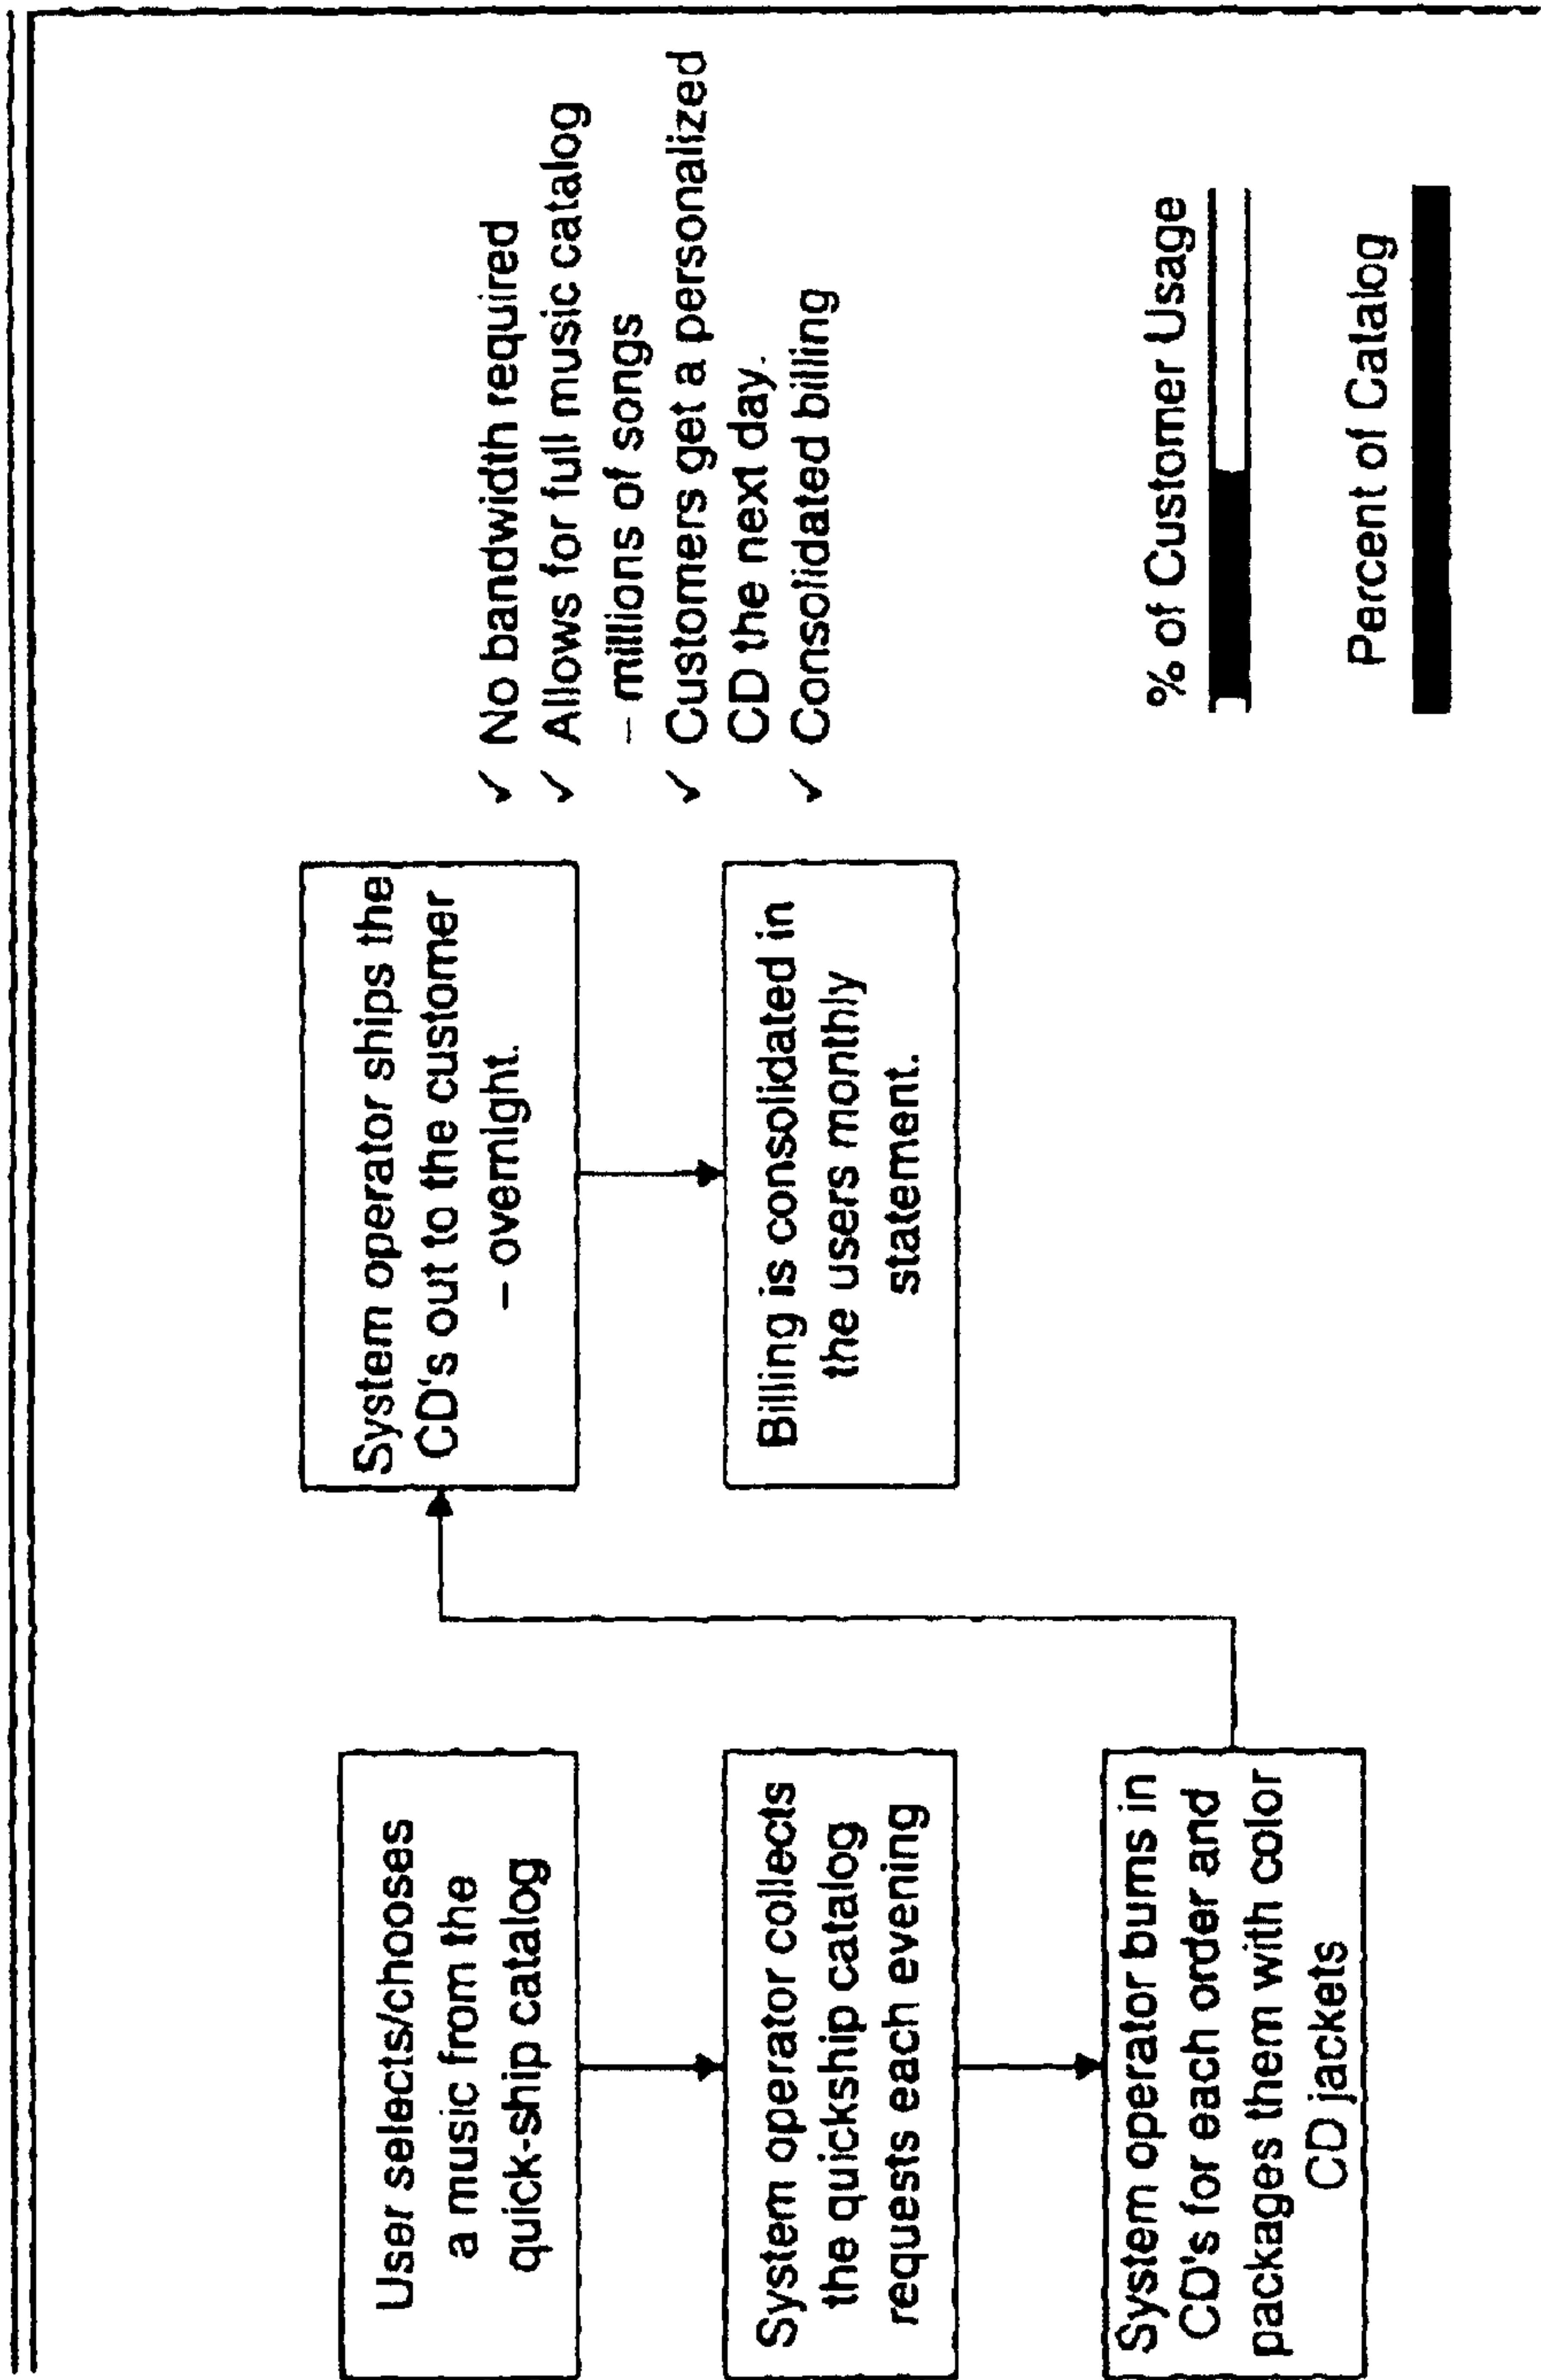 User selects/chooses
a music from the
quick-ship catalog
System operator collects
the quickship catalog
requests each evening
System operator bums in
CD's for each order and
packages them with color
CD jackets
System operator ships the
CD's out to the customer
– overnight.
Billing is consolidated in
the users monthly
statement.
✓ No bandwidth required
✓ Allows for full music catalog
– millions of songs
✓ Customers get a personalized
CD the next day.
✓ Consolidated billing
% of Customer Usage
Percent of Catalog